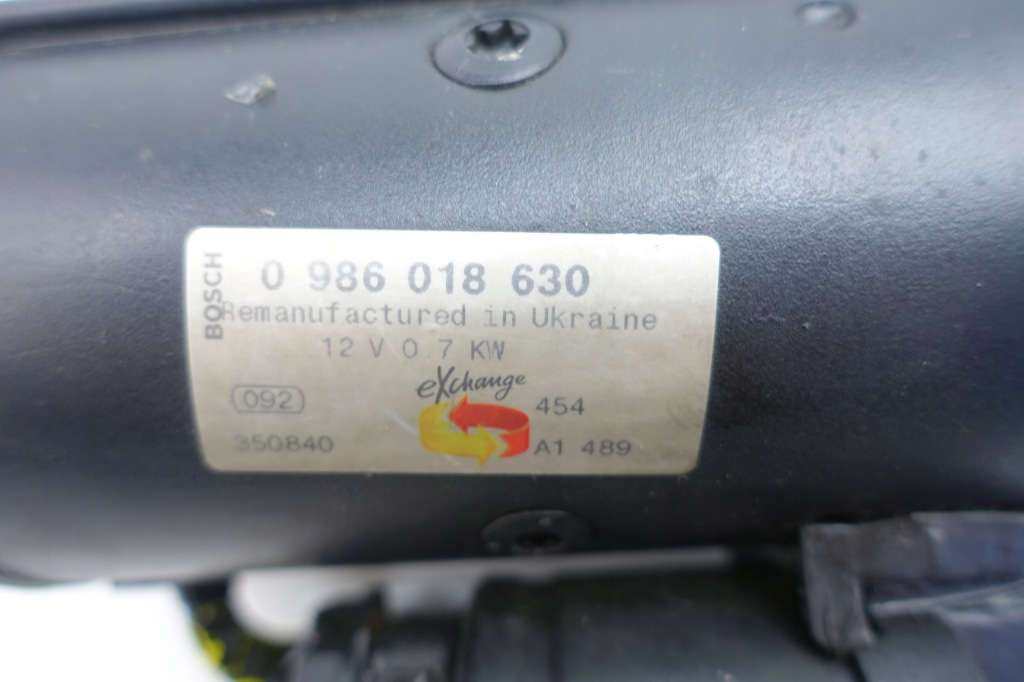 BOSCH
0 986 018 630
Remanufactured in Ukraine
12 V 0.7 KW
eXchange
092
454
350840
A1 489